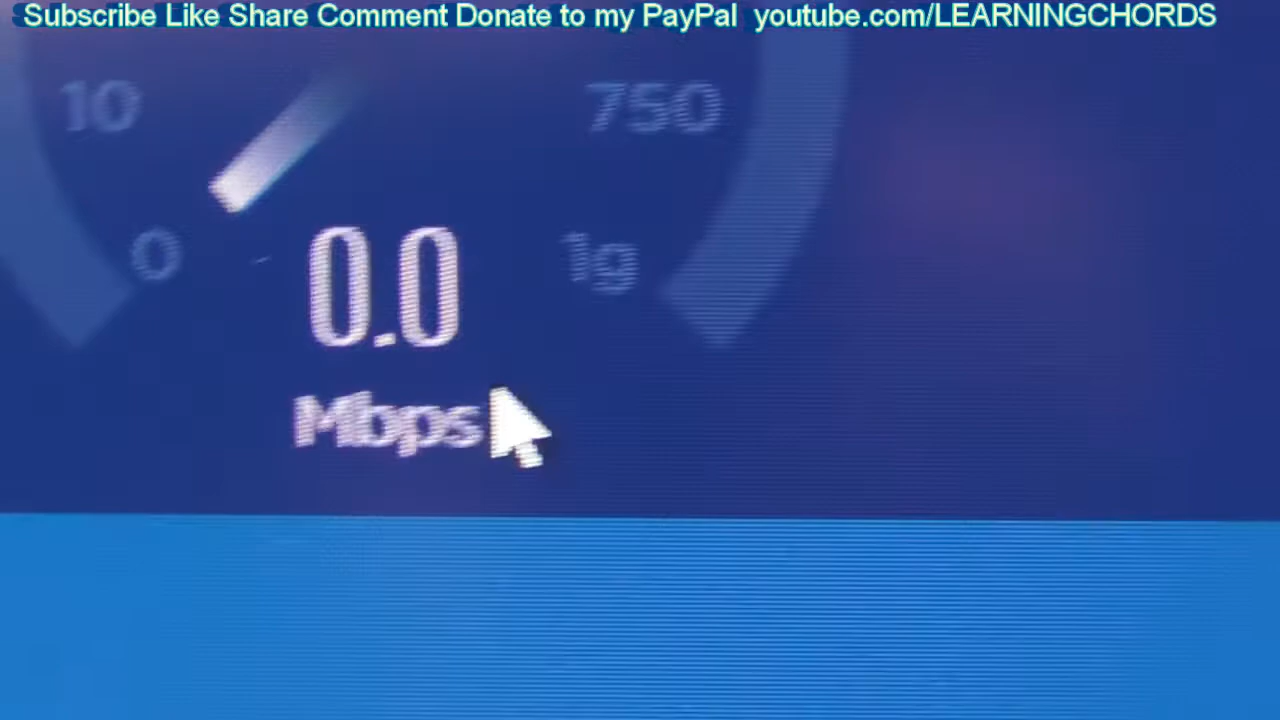 Subscribe Like Share Comment Donate to my PayPal youtube.com/LEARNINGCHORDS
10
750
0
0.0
1g
Mbps